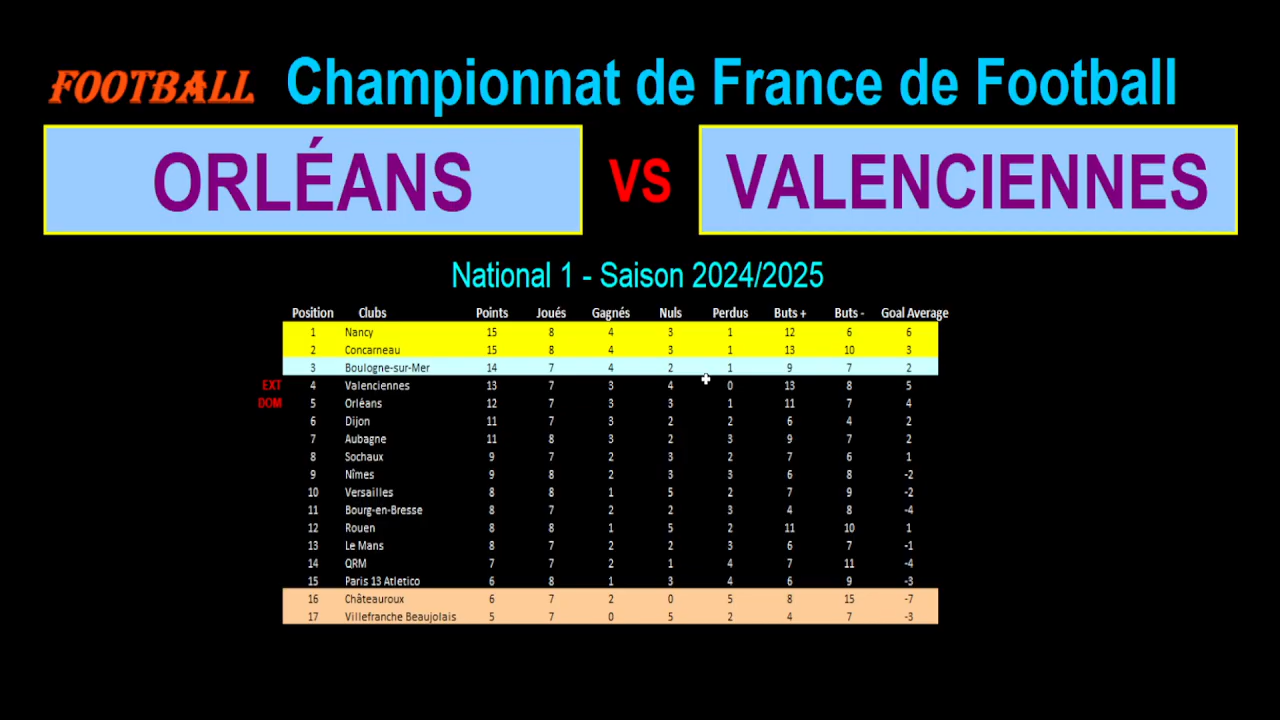 FOOTBALL Championnat de France de Football
ORLÉANS VS VALENCIENNES
National 1 - Saison 2024/2025
Position Clubs Points Joués Gagnés Nuls Perdus Buts + Buts - Goal Average
1 Nancy 15 8 4 3 1 12 6 6
2 Concarneau 15 8 4 3 1 13 10 3
3 Boulogne-sur-Mer 14 7 4 2 1 9 7 2
EXT 4 Valenciennes 13 7 3 4 0 13 8 5
DOM 5 Orléans 12 7 3 3 1 11 7 4
6 Dijon 11 7 3 2 2 6 4 2
7 Aubagne 11 8 3 2 3 9 7 2
8 Sochaux 9 7 2 3 2 7 6 1
9 Nîmes 9 8 2 3 3 6 8 -2
10 Versailles 8 8 1 5 2 7 9 -2
11 Bourg-en-Bresse 8 7 2 2 3 4 8 -4
12 Rouen 8 8 1 5 2 11 10 1
13 Le Mans 8 7 2 2 3 6 7 -1
14 QRM 7 7 2 1 4 7 11 -4
15 Paris 13 Atletico 6 8 1 3 4 6 9 -3
16 Châteauroux 6 7 2 0 5 8 15 -7
17 Villefranche Beaujolais 5 7 0 5 2 4 7 -3